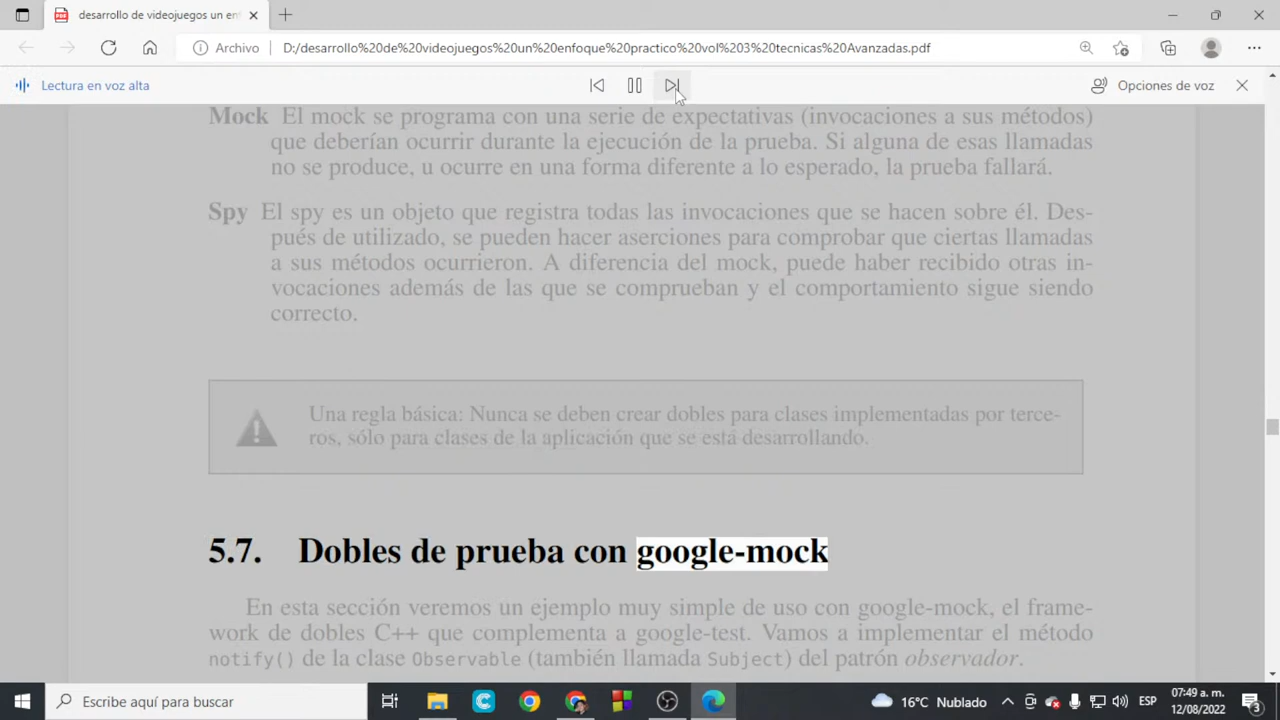 desarrollo de videojuegos un en
Archivo
D:/desarrollo%20de%20videojuegos%20un%20enfoque%20practico%20vol%203%20tecnicas%20Avanzadas.pdf
Lectura en voz alta
Opciones de voz
Mock El mock se programa con una serie de expectativas (invocaciones a sus métodos)
que deberían ocurrir durante la ejecución de la prueba. Si alguna de esas llamadas
no se produce, u ocurre en una forma diferente a lo esperado, la prueba fallará.
Spy El spy es un objeto que registra todas las invocaciones que se hacen sobre él. Des-
pués de utilizado, se pueden hacer aserciones para comprobar que ciertas llamadas
a sus métodos ocurrieron. A diferencia del mock, puede haber recibido otras in-
vocaciones además de las que se comprueban y el comportamiento sigue siendo
correcto.
Una regla básica: Nunca se deben crear dobles para clases implementadas por terce-
ros, sólo para clases de la aplicación que se está desarrollando.
5.7. Dobles de prueba con google-mock
En esta sección veremos un ejemplo muy simple de uso con google-mock, el frame-
work de dobles C++ que complementa a google-test. Vamos a implementar el método
notify() de la clase Observable (también llamada Subject) del patrón observador.
Escribe aquí para buscar
16°C Nublado
ESP
07:49 a. m.
12/08/2022
3